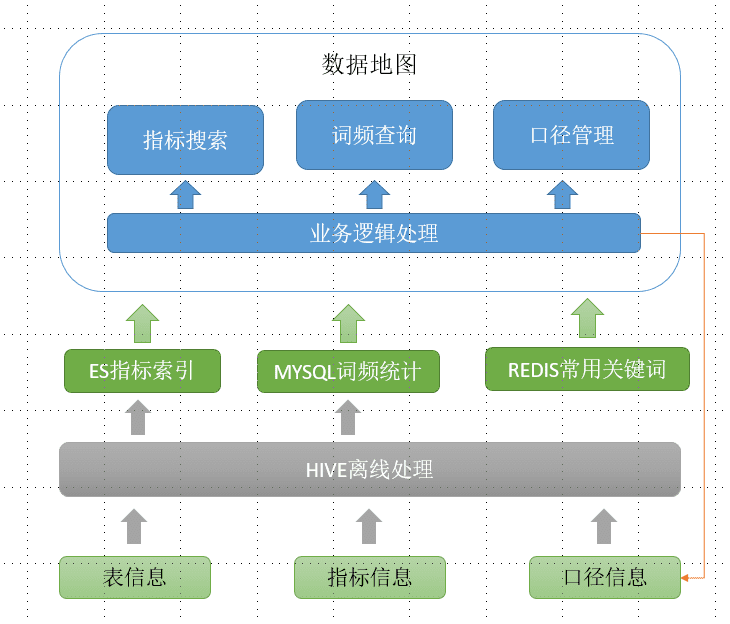 数据地图
指标搜索
词频查询
口径管理
业务逻辑处理
ES指标索引
MYSQL词频统计
REDIS常用关键词
HIVE离线处理
表信息
指标信息
口径信息